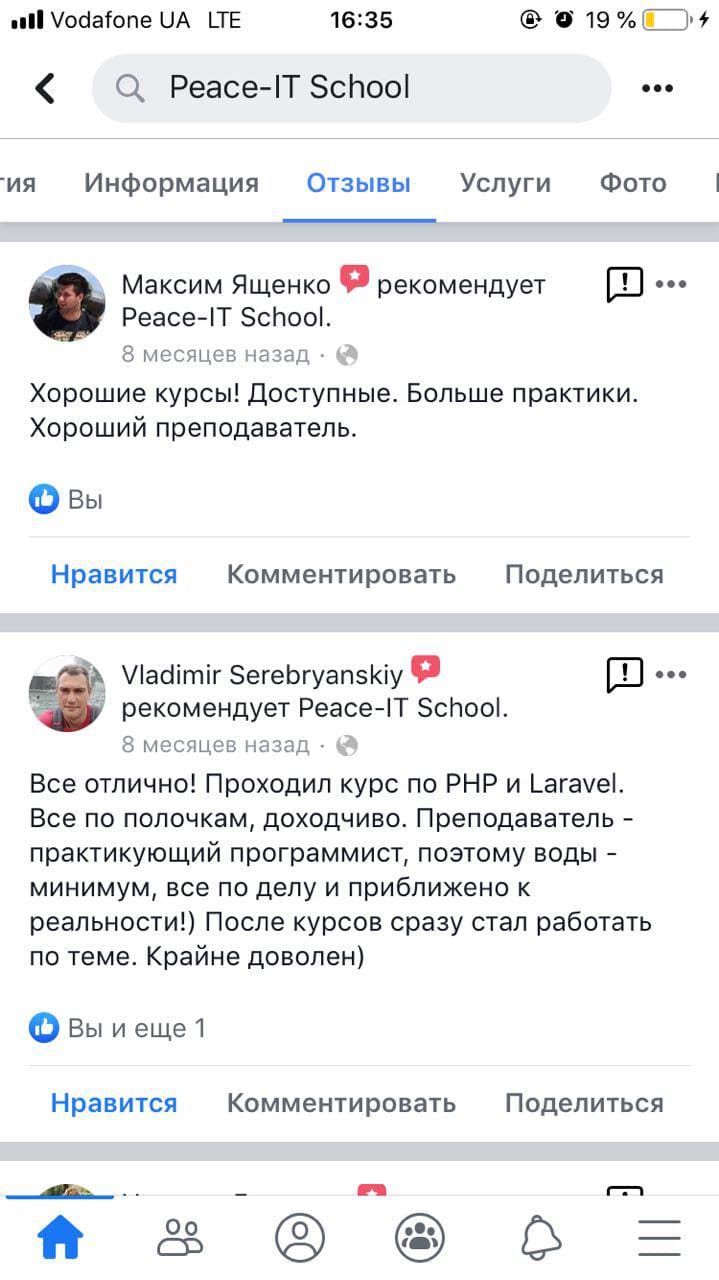 Vodafone UA LTE 16:35 19 %
Peace-IT School
гия Информация Отзывы Услуги Фото
Максим Ященко рекомендует
Peace-IT School.
8 месяцев назад ·
Хорошие курсы! Доступные. Больше практики.
Хороший преподаватель.
Вы
Нравится Комментировать Поделиться
Vladimir Serebryanskiy
рекомендует Peace-IT School.
8 месяцев назад ·
Все отлично! Проходил курс по PHP и Laravel.
Все по полочкам, доходчиво. Преподаватель -
практикующий программист, поэтому воды -
минимум, все по делу и приближено к
реальности!) После курсов сразу стал работать
по теме. Крайне доволен)
Вы и еще 1
Нравится Комментировать Поделиться